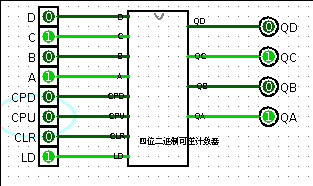 D 0 D QD 0 QD
C 1 C QC 1 QC
B 0 B QB 0 QB
A 1 A QA 1 QA
CPD 0 CPD
CPU 0 CPU
CLR 0 CLR
LD 1 LD
四位二进制可逆计数器